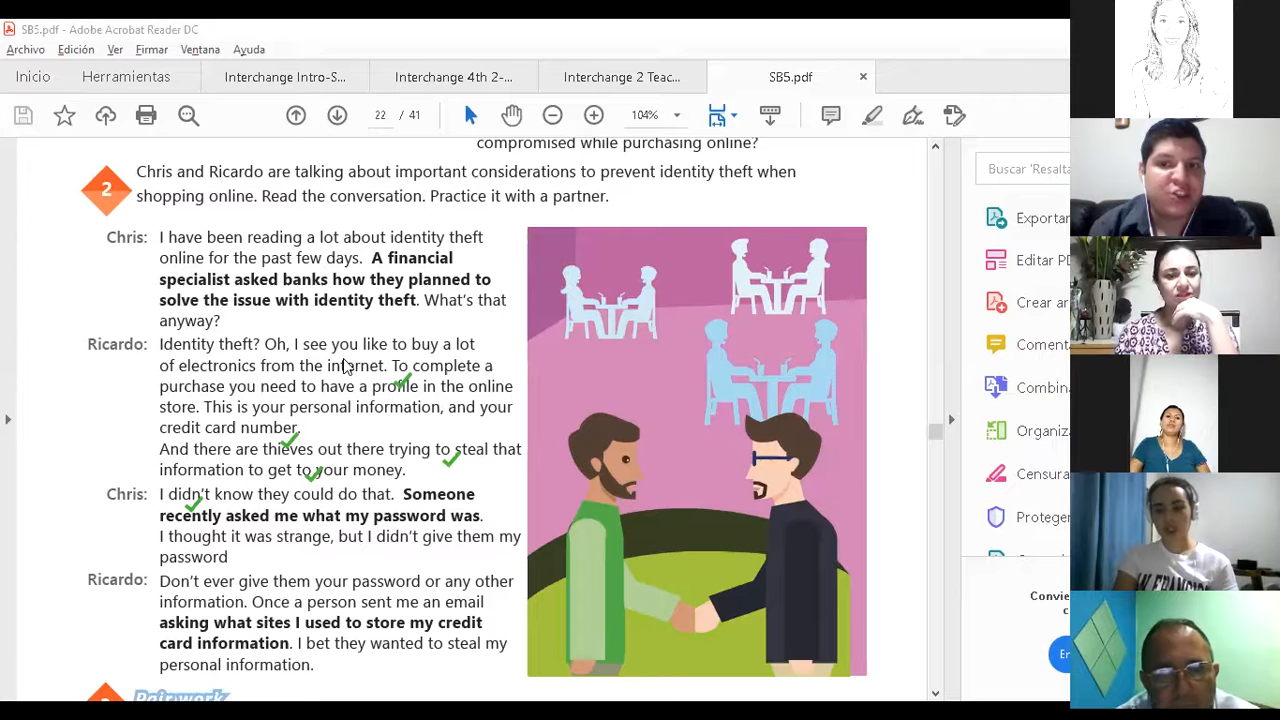 SB5.pdf - Adobe Acrobat Reader DC
Archivo Edición Ver Firmar Ventana Ayuda
Inicio Herramientas Interchange Intro-S... Interchange 4th 2-... Interchange 2 Teac... SB5.pdf ×
22 / 41 104%
compromised while purchasing online?
2
Chris and Ricardo are talking about important considerations to prevent identity theft when
shopping online. Read the conversation. Practice it with a partner.
Chris: I have been reading a lot about identity theft
online for the past few days. A financial
specialist asked banks how they planned to
solve the issue with identity theft. What's that
anyway?
Ricardo: Identity theft? Oh, I see you like to buy a lot
of electronics from the internet. To complete a
purchase you need to have a profile in the online
store. This is your personal information, and your
credit card number.
And there are thieves out there trying to steal that
information to get to your money.
Chris: I didn't know they could do that. Someone
recently asked me what my password was.
I thought it was strange, but I didn't give them my
password
Ricardo: Don't ever give them your password or any other
information. Once a person sent me an email
asking what sites I used to store my credit
card information. I bet they wanted to steal my
personal information.
Pair work
Buscar 'Resalta
Exportar
Editar PD
Crear ar
Coment
Combin
Organiz
Censura
Proteger
Convie
En
SAN FRANCISC